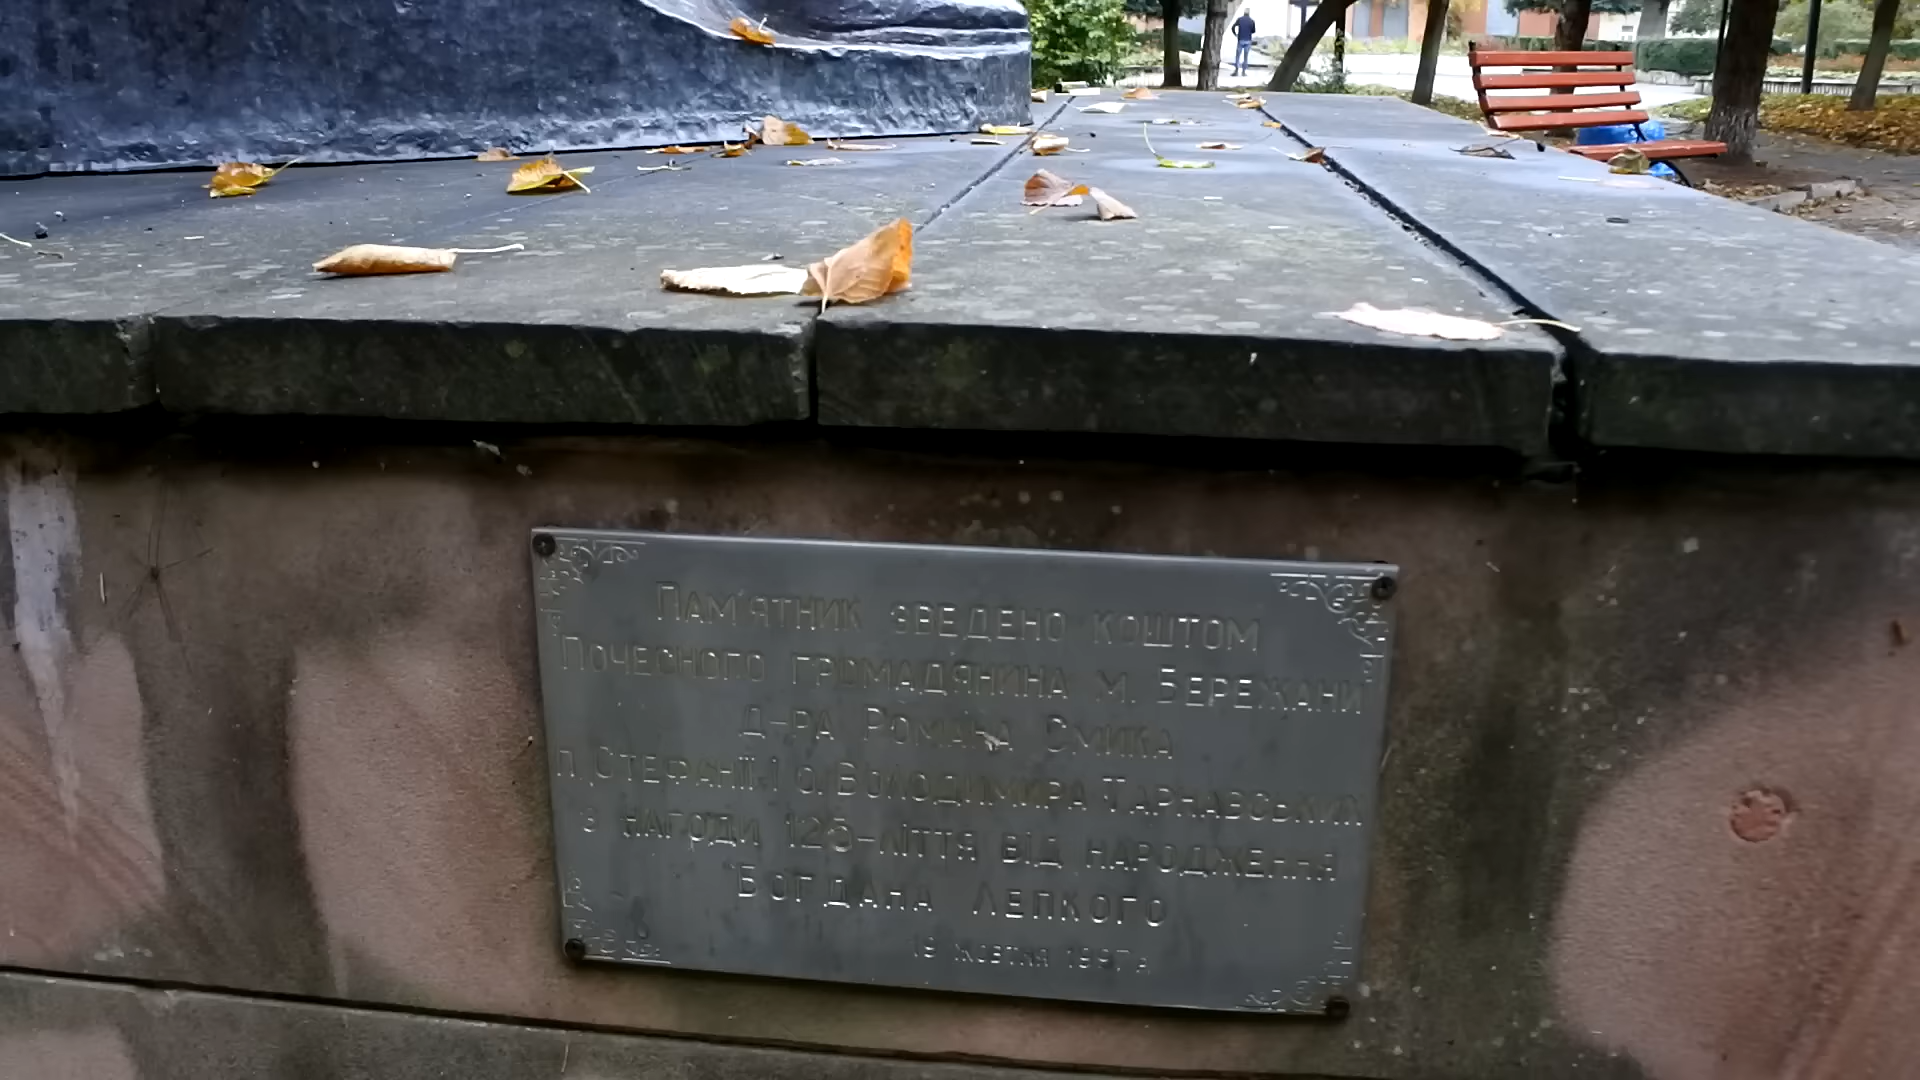 Пам'ятник зведено коштом
Почесного громадянина м. Бережани
д-ра Романа Смика
п. Стефанії і о. Володимира Тарнавських
з нагоди 125-ліття від народження
Богдана Лепкого
19 жовтня 1997р.